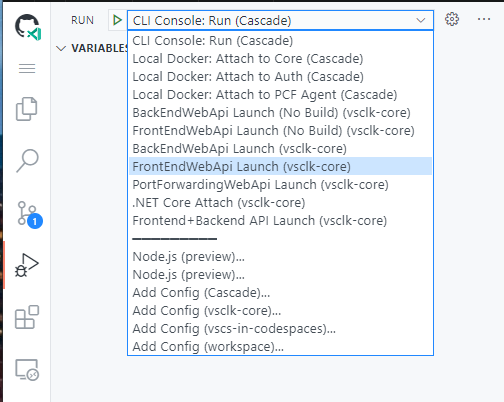 RUN
CLI Console: Run (Cascade)
VARIABLES
CLI Console: Run (Cascade)
Local Docker: Attach to Core (Cascade)
Local Docker: Attach to Auth (Cascade)
Local Docker: Attach to PCF Agent (Cascade)
BackEndWebApi Launch (No Build) (vsclk-core)
FrontEndWebApi Launch (No Build) (vsclk-core)
BackEndWebApi Launch (vsclk-core)
FrontEndWebApi Launch (vsclk-core)
PortForwardingWebApi Launch (vsclk-core)
.NET Core Attach (vsclk-core)
Frontend+Backend API Launch (vsclk-core)
Node.js (preview)...
Node.js (preview)...
Add Config (Cascade)...
Add Config (vsclk-core)...
Add Config (vscs-in-codespaces)...
Add Config (workspace)...
1